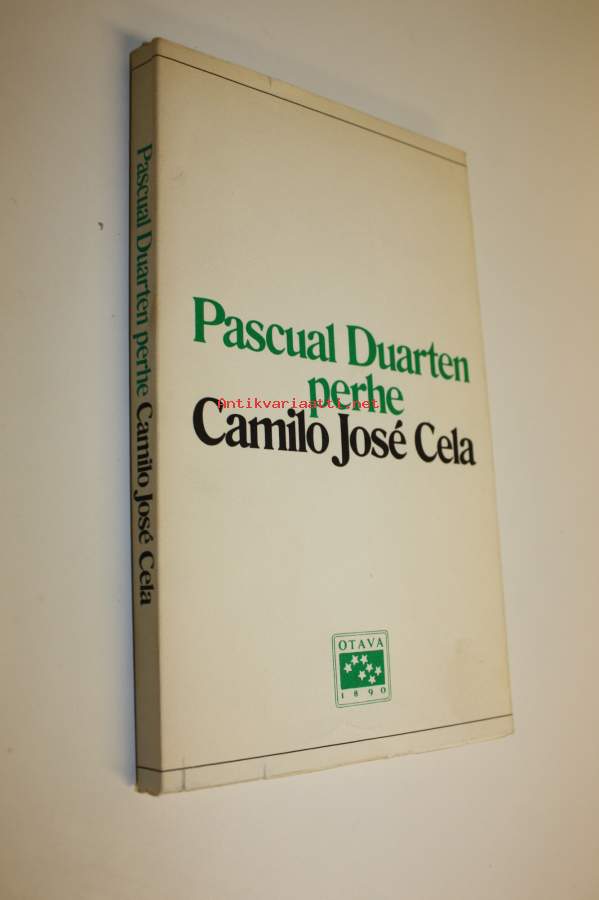 Pascual Duarten perhe Camilo José Cela
Pascual Duarten
perhe
Antikvariaatti.net
Camilo José Cela
OTAVA
1890